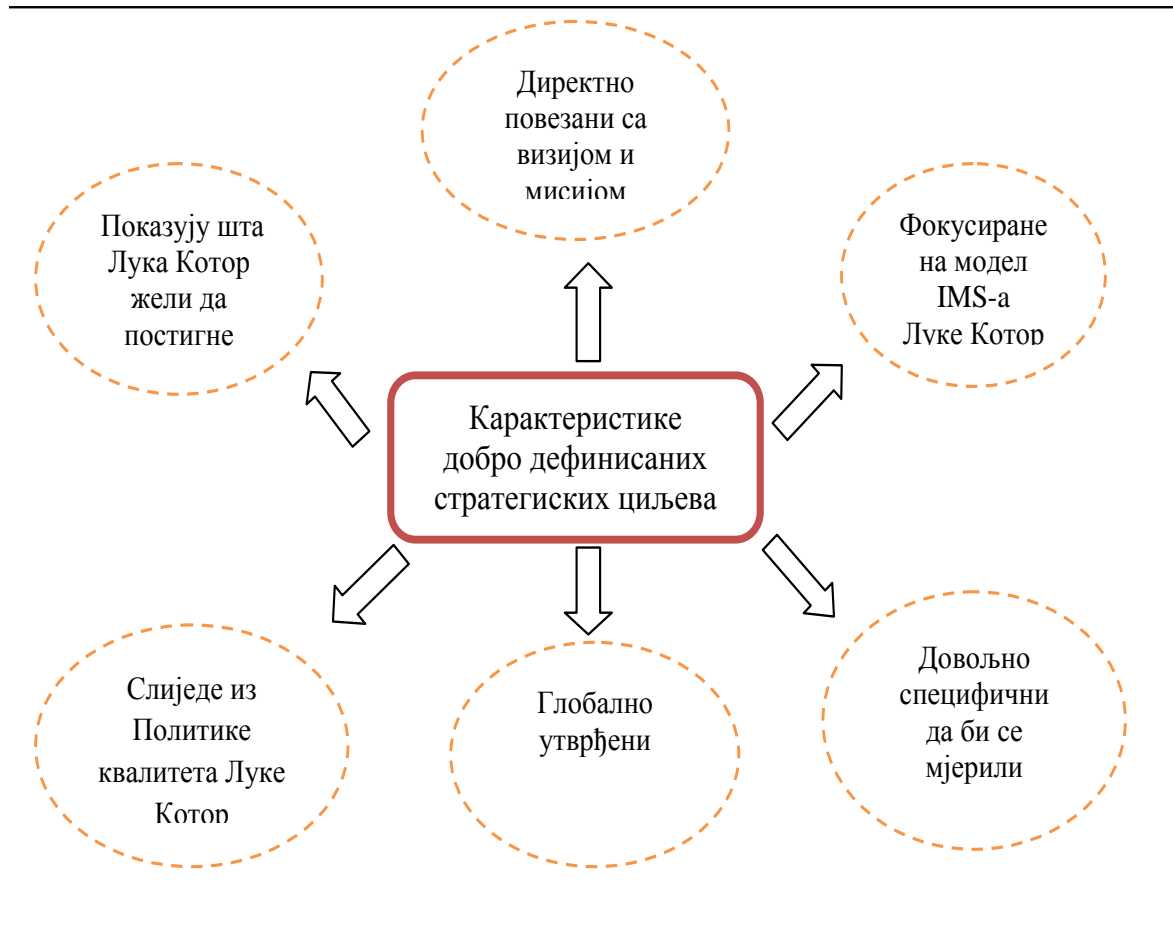 Директно
повезани са
визијом и
мисијом
Показују шта
Лука Котор
жели да
постигне
Фокусиране
на модел
IMS-а
Луке Котор
Карактеристике
добро дефинисаних
стратегиских циљева
Слиједе из
Политике
квалитета Луке
Котор
Глобално
утврђени
Довољно
специфични
да би се
мјерили